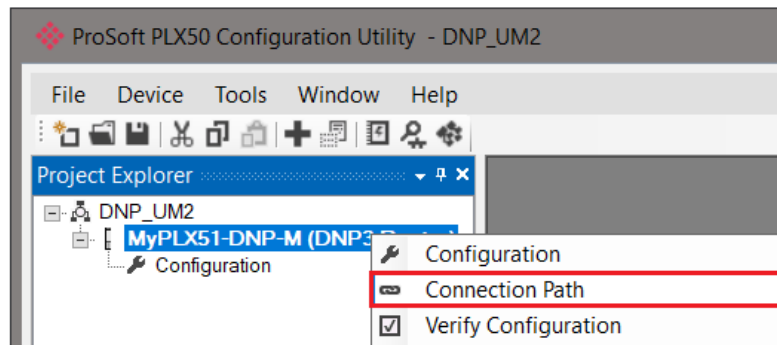 ProSoft PLX50 Configuration Utility - DNP_UM2
File Device Tools Window Help
Project Explorer
DNP_UM2
MyPLX51-DNP-M (DNP3
Configuration
Configuration
Connection Path
Verify Configuration